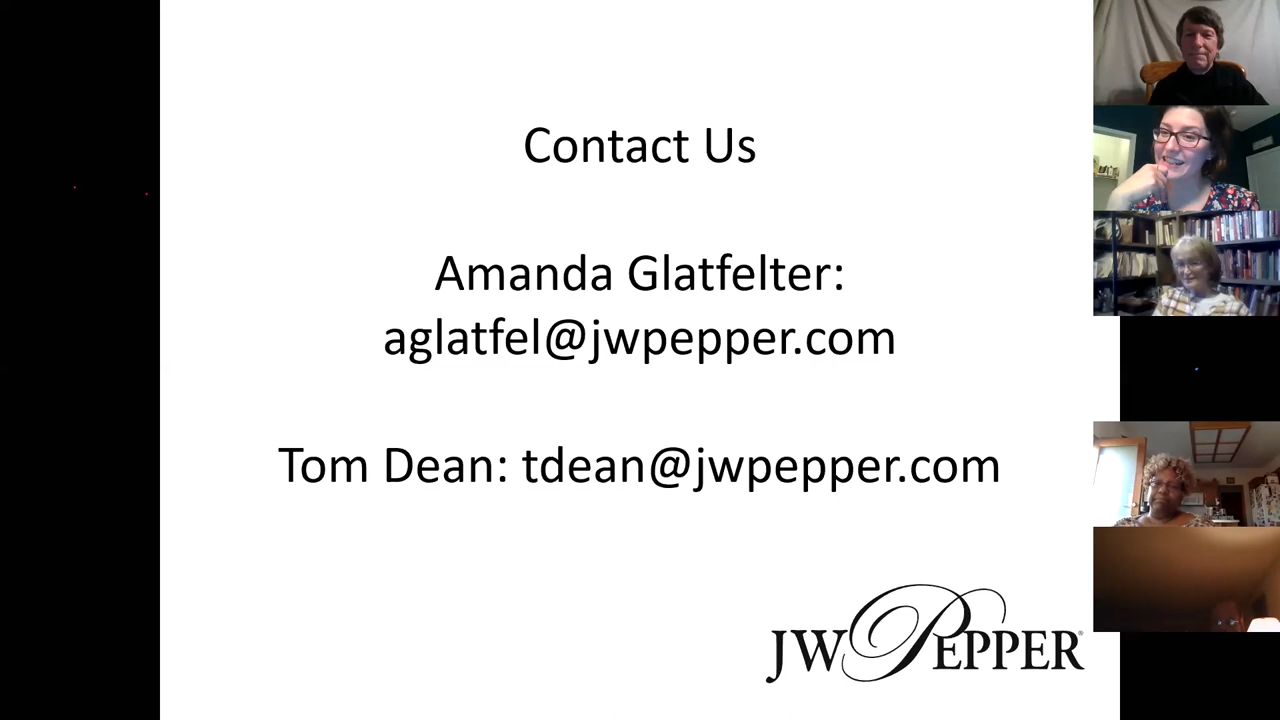 Contact Us
Amanda Glatfelter:
aglatfel@jwpepper.com
Tom Dean: tdean@jwpepper.com
JW PEPPER®